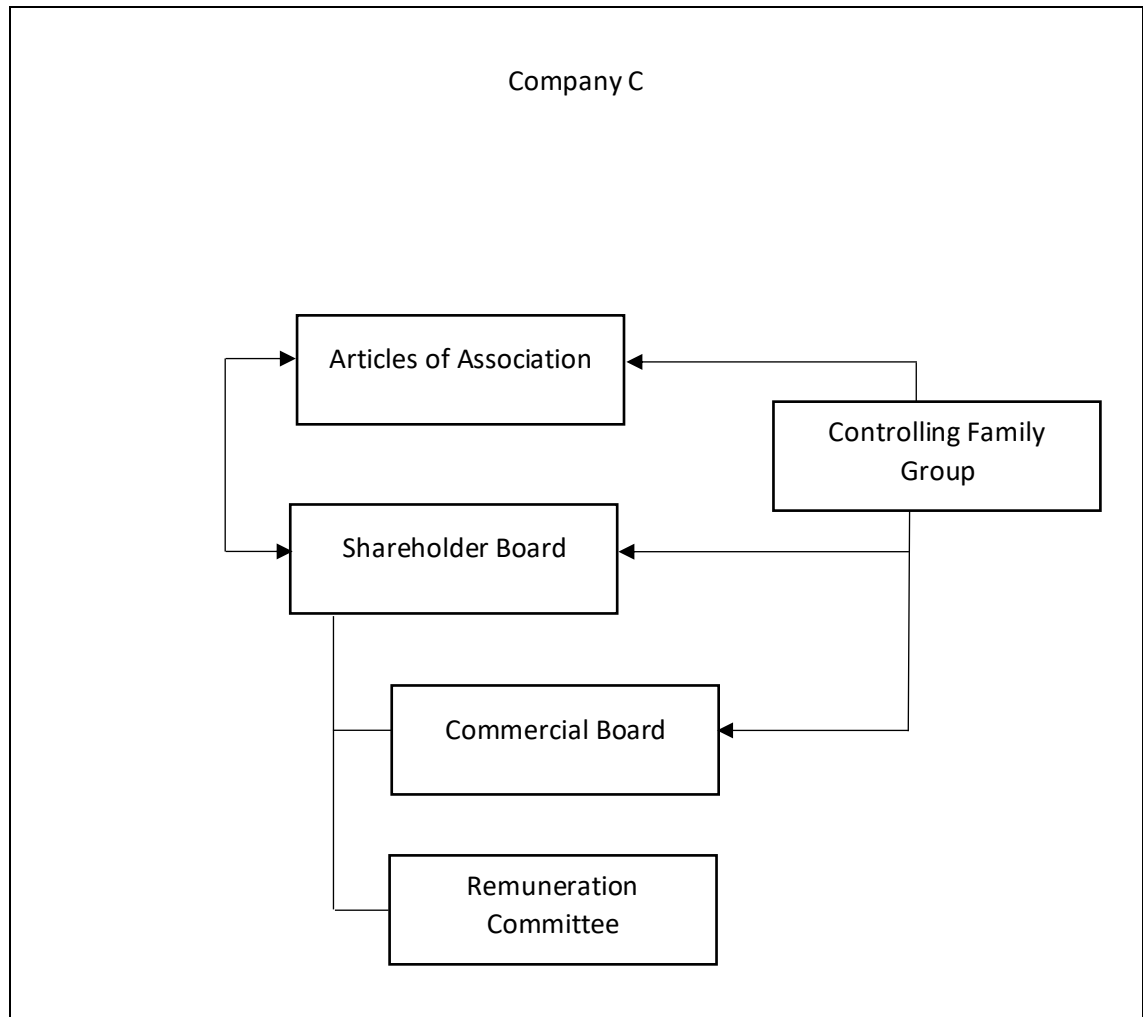 Company C
Articles of Association
Controlling Family
Group
Shareholder Board
Commercial Board
Remuneration
Committee